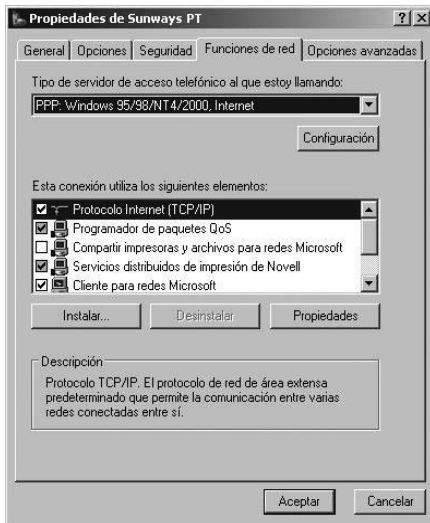 Propiedades de Sunways PT
General Opciones Seguridad Funciones de red Opciones avanzadas
Tipo de servidor de acceso telefónico al que estoy llamando:
PPP: Windows 95/98/NT4/2000, Internet
Configuración
Esta conexión utiliza los siguientes elementos:
Protocolo Internet (TCP/IP)
Programador de paquetes QoS
Compartir impresoras y archivos para redes Microsoft
Servicios distribuidos de impresión de Novell
Cliente para redes Microsoft
Instalar... Desinstalar Propiedades
Descripción
Protocolo TCP/IP. El protocolo de red de área extensa
predeterminado que permite la comunicación entre varias
redes conectadas entre sí.
Aceptar Cancelar